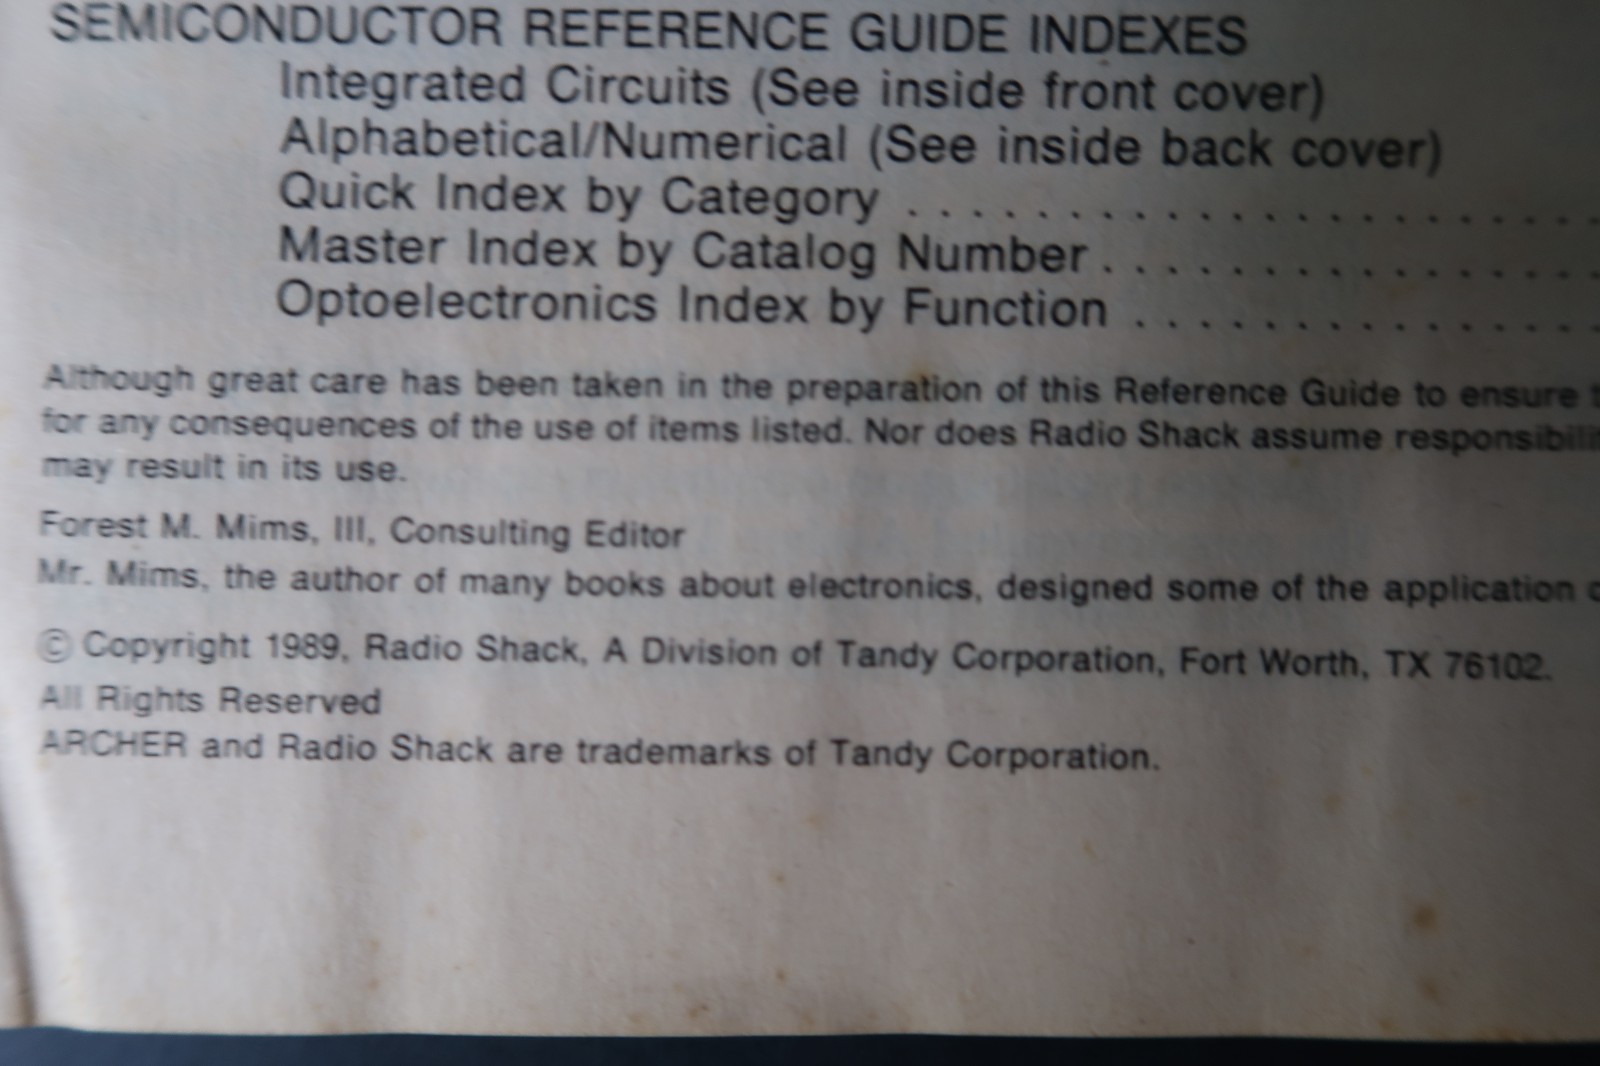 SEMICONDUCTOR REFERENCE GUIDE INDEXES
Integrated Circuits (See inside front cover)
Alphabetical/Numerical (See inside back cover)
Quick Index by Category . . . . . . . . . . . . . . . . . . . . . .
Master Index by Catalog Number . . . . . . . . . . . . . . . .
Optoelectronics Index by Function . . . . . . . . . . . . . . .
Although great care has been taken in the preparation of this Reference Guide to ensure
for any consequences of the use of items listed. Nor does Radio Shack assume
may result in its use.
Forest M. Mims, III, Consulting Editor
Mr. Mims, the author of many books about electronics, designed some of the application
© Copyright 1989, Radio Shack, A Division of Tandy Corporation, Fort Worth, TX 76102.
All Rights Reserved
ARCHER and Radio Shack are trademarks of Tandy Corporation.